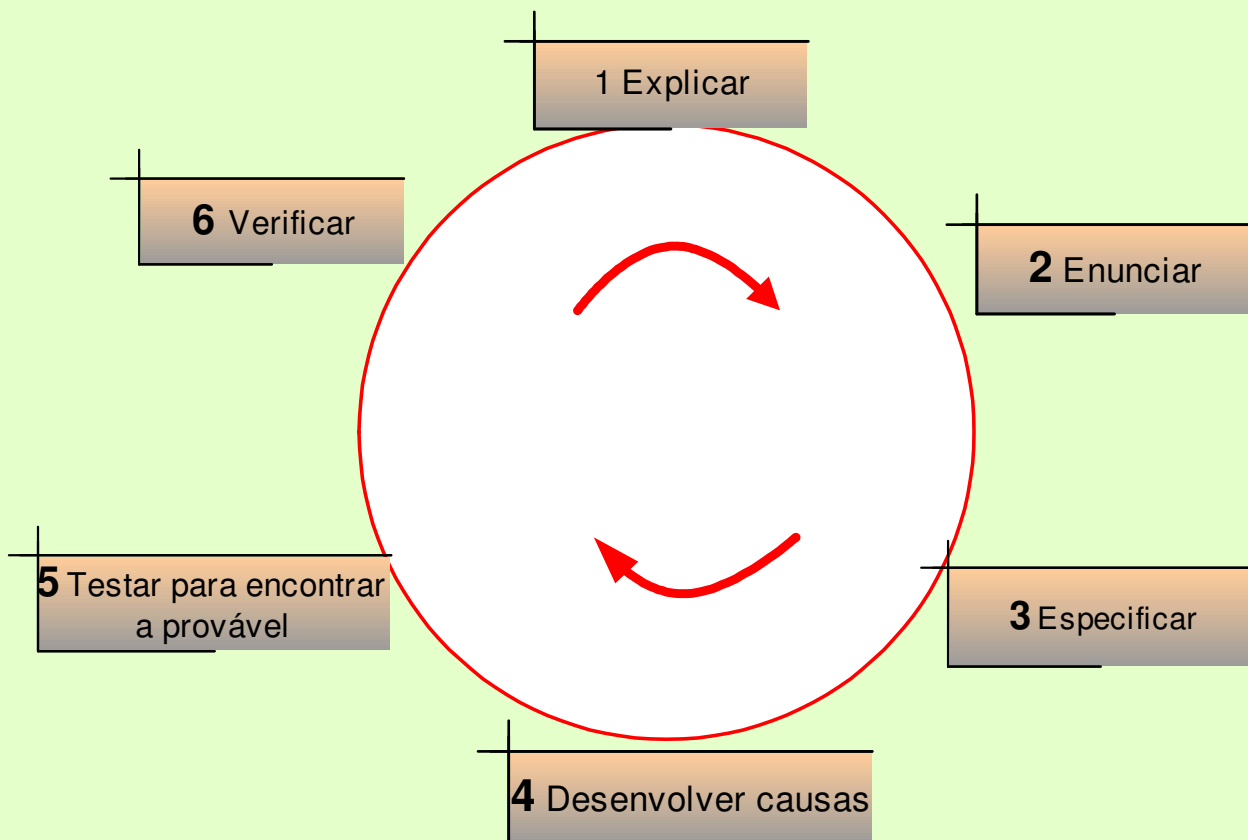 1 Explicar
2 Enunciar
3 Especificar
4 Desenvolver causas
5 Testar para encontrar
a provável
6 Verificar